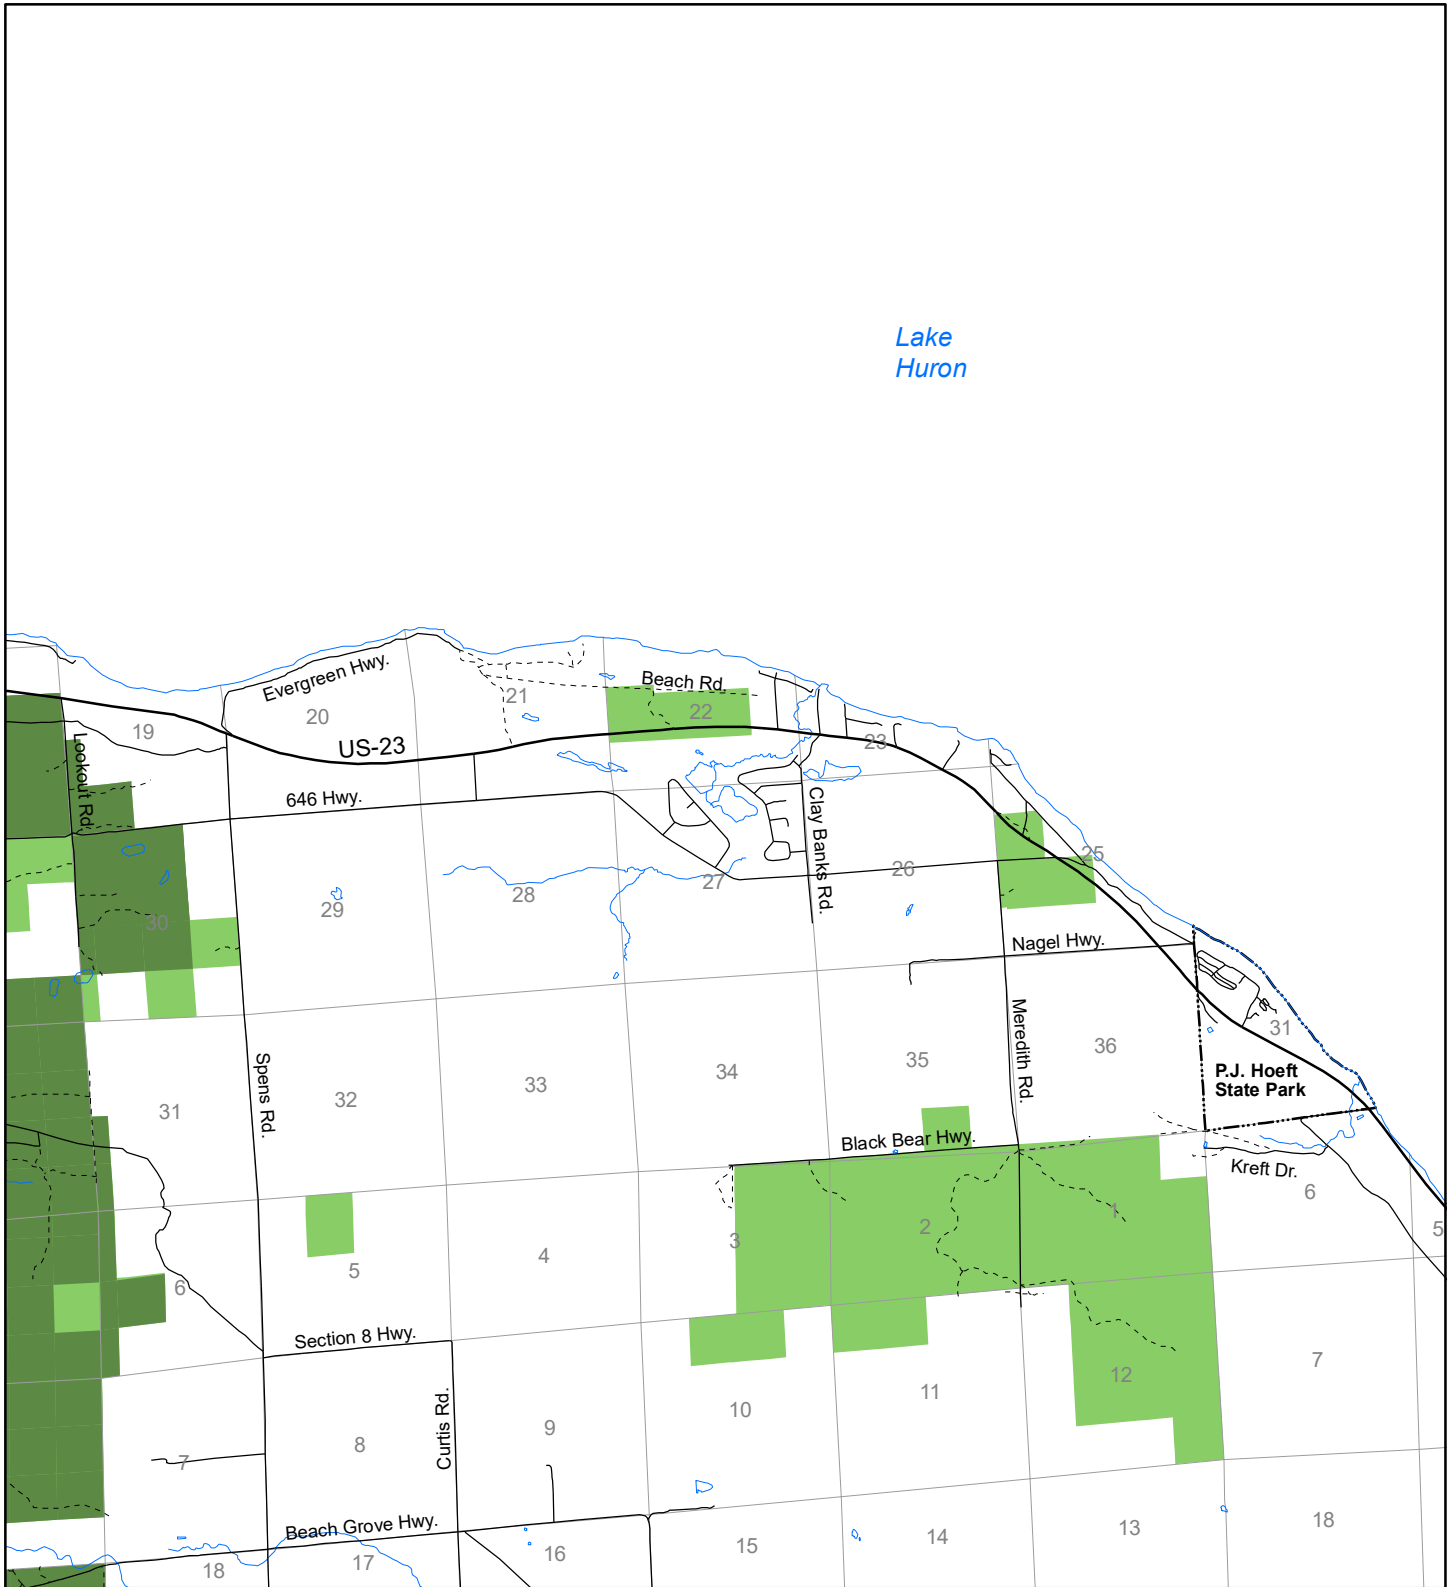 Lake
Huron
Evergreen Hwy.
Beach Rd.
21
22
20
19
US-23
23
Lookout Rd
646 Hwy.
Clay Banks Rd.
25
26
27
28
29
30
Nagel Hwy.
Meredith Rd.
31
36
35
34
33
32
31
Spens Rd.
P.J. Hoeft
State Park
Black Bear Hwy.
Kreft Dr.
6
5
1
2
3
4
5
6
Section 8 Hwy.
Curtis Rd.
7
12
11
10
9
8
7
Beach Grove Hwy.
18
13
14
15
16
17
18